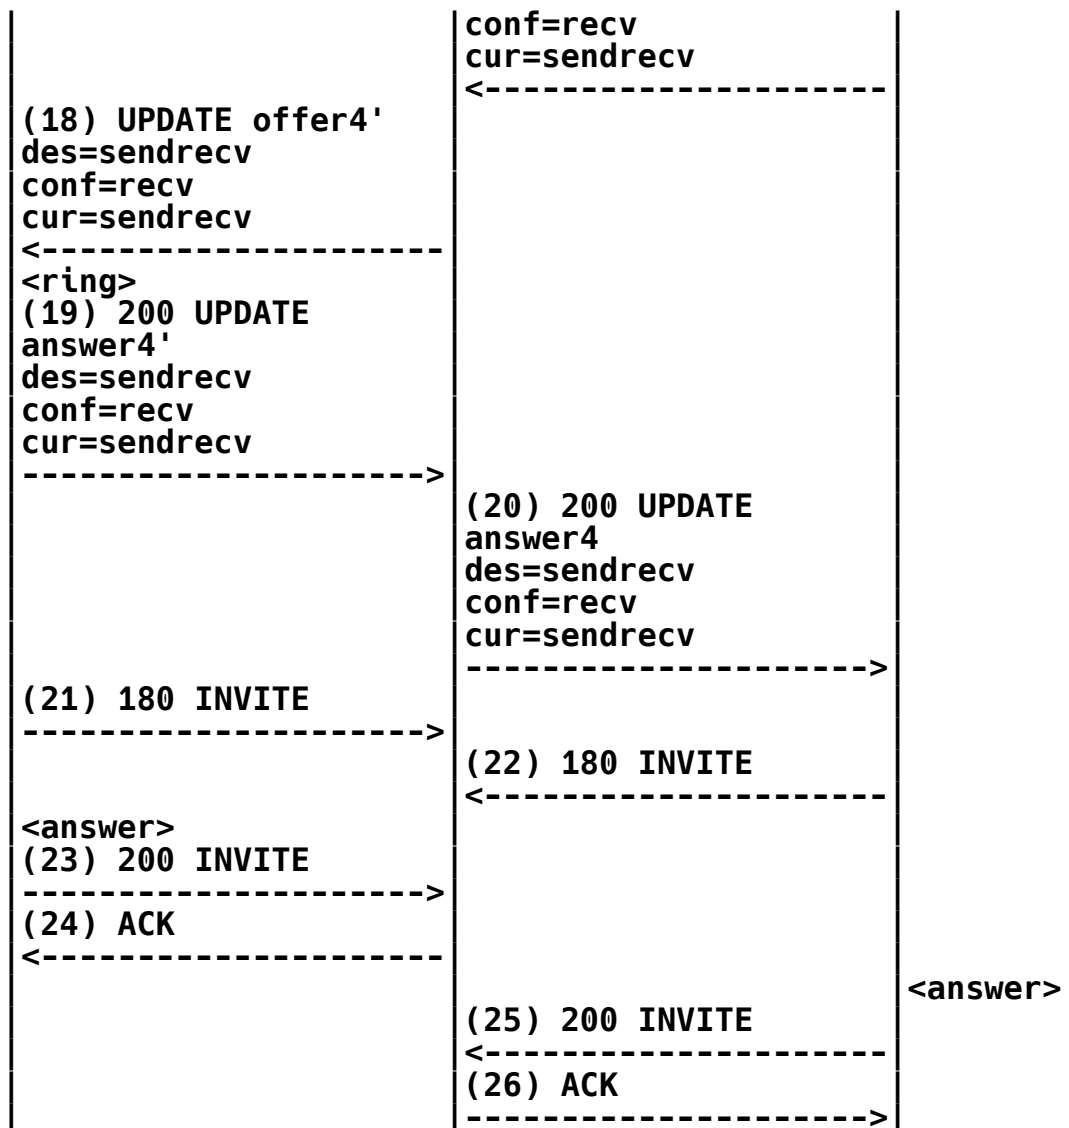 conf=recv
cur=sendrecv
<---------------------
(18) UPDATE offer4'
des=sendrecv
conf=recv
cur=sendrecv
<---------------------
<ring>
(19) 200 UPDATE
answer4'
des=sendrecv
conf=recv
cur=sendrecv
--------------------->
(20) 200 UPDATE
answer4
des=sendrecv
conf=recv
cur=sendrecv
--------------------->
(21) 180 INVITE
--------------------->
(22) 180 INVITE
<---------------------
<answer>
(23) 200 INVITE
--------------------->
(24) ACK
<---------------------
<answer>
(25) 200 INVITE
<---------------------
(26) ACK
--------------------->